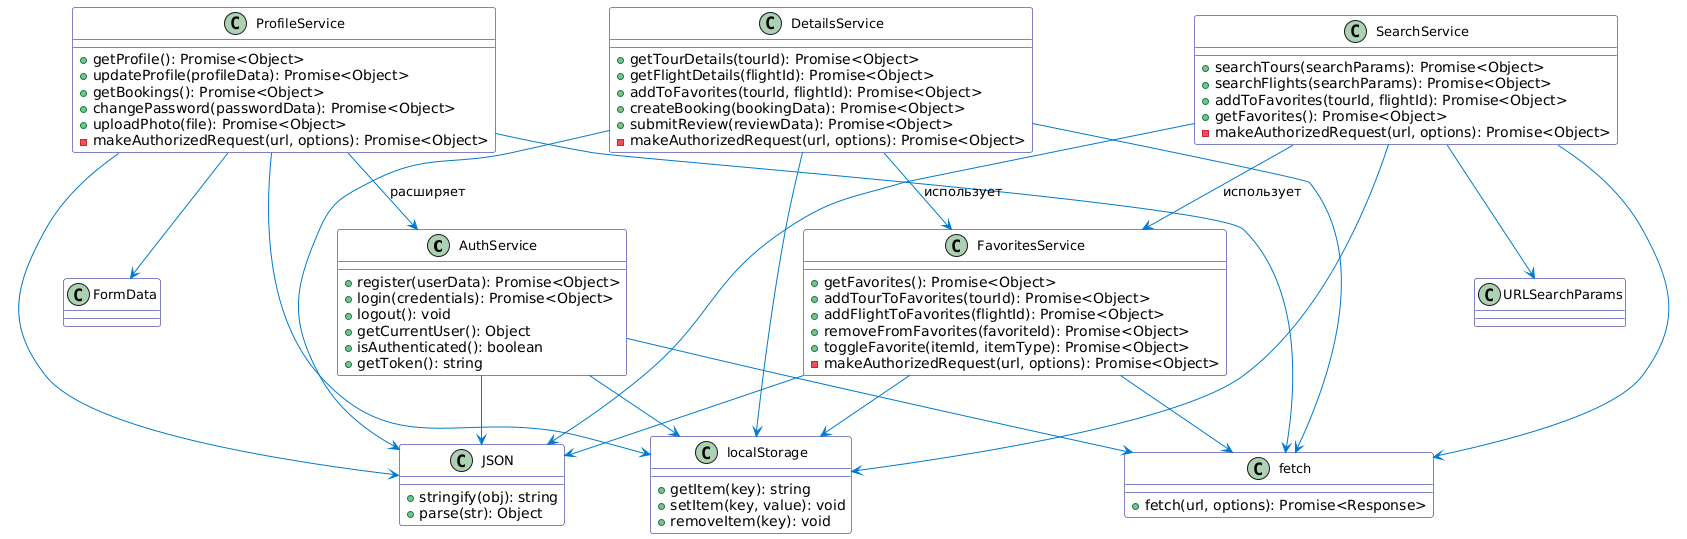 ProfileService
getProfile(): Promise<Object>
updateProfile(profileData): Promise<Object>
getBookings(): Promise<Object>
changePassword(passwordData): Promise<Object>
uploadPhoto(file): Promise<Object>
makeAuthorizedRequest(url, options): Promise<Object>
DetailsService
getTourDetails(tourId): Promise<Object>
getFlightDetails(flightId): Promise<Object>
addToFavorites(tourId, flightId): Promise<Object>
createBooking(bookingData): Promise<Object>
submitReview(reviewData): Promise<Object>
makeAuthorizedRequest(url, options): Promise<Object>
SearchService
searchTours(searchParams): Promise<Object>
searchFlights(searchParams): Promise<Object>
addToFavorites(tourId, flightId): Promise<Object>
getFavorites(): Promise<Object>
makeAuthorizedRequest(url, options): Promise<Object>
расширяет
использует
использует
FormData
AuthService
register(userData): Promise<Object>
login(credentials): Promise<Object>
logout(): void
getCurrentUser(): Object
isAuthenticated(): boolean
getToken(): string
FavoritesService
getFavorites(): Promise<Object>
addTourToFavorites(tourId): Promise<Object>
addFlightToFavorites(flightId): Promise<Object>
removeFromFavorites(favoriteId): Promise<Object>
toggleFavorite(itemId, itemType): Promise<Object>
makeAuthorizedRequest(url, options): Promise<Object>
URLSearchParams
JSON
stringify(obj): string
parse(str): Object
localStorage
getItem(key): string
setItem(key, value): void
removeItem(key): void
fetch
fetch(url, options): Promise<Response>